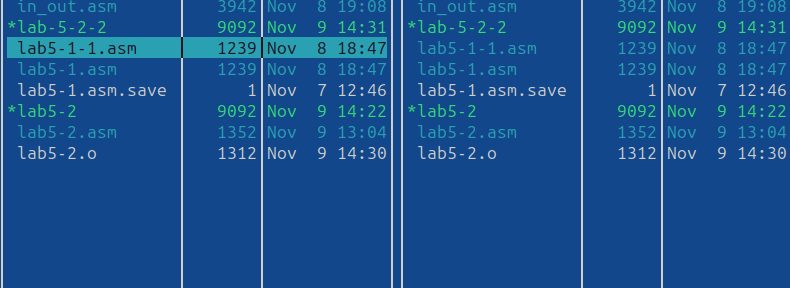 in_out.asm 3942 Nov 8 19:08 in_out.asm 3942 Nov 8 19:08
*lab-5-2-2 9092 Nov 9 14:31 *lab-5-2-2 9092 Nov 9 14:31
lab5-1-1.asm 1239 Nov 8 18:47 lab5-1-1.asm 1239 Nov 8 18:47
lab5-1.asm 1239 Nov 8 18:47 lab5-1.asm 1239 Nov 8 18:47
lab5-1.asm.save 1 Nov 7 12:46 lab5-1.asm.save 1 Nov 7 12:46
*lab5-2 9092 Nov 9 14:22 *lab5-2 9092 Nov 9 14:22
lab5-2.asm 1352 Nov 9 13:04 lab5-2.asm 1352 Nov 9 13:04
lab5-2.o 1312 Nov 9 14:30 lab5-2.o 1312 Nov 9 14:30